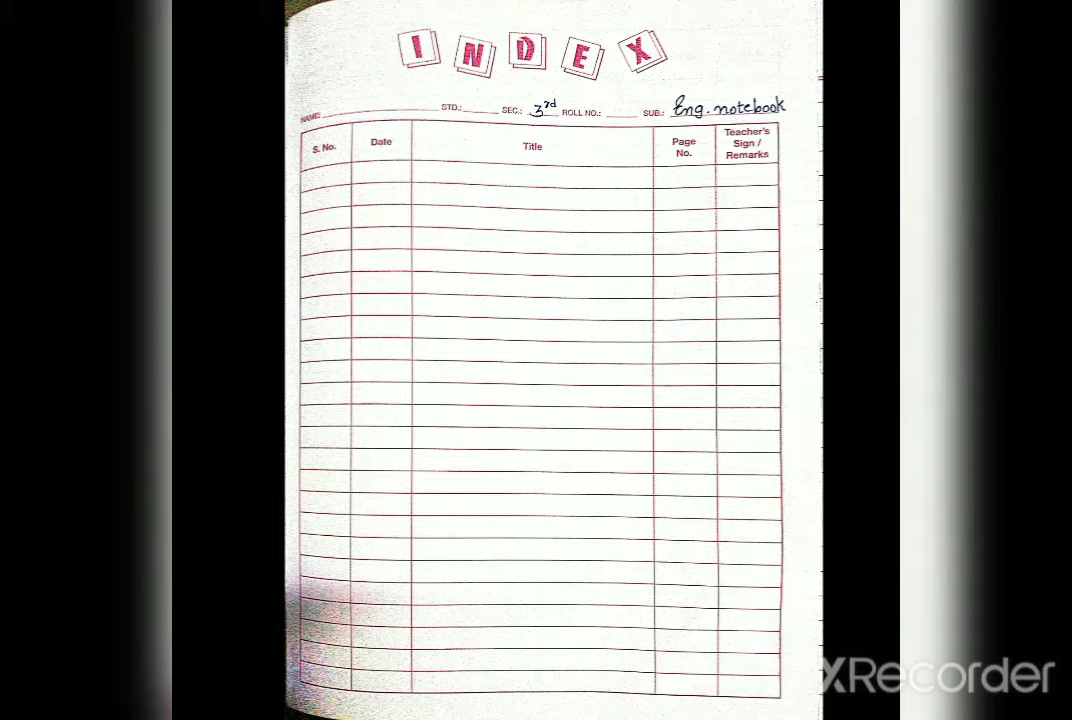 INDEX
NAME: STD.: SEC.: 3rd ROLL NO.: SUB.: Eng. notebook
S. No. Date Title Page No. Teacher's Sign / Remarks
XRecorder